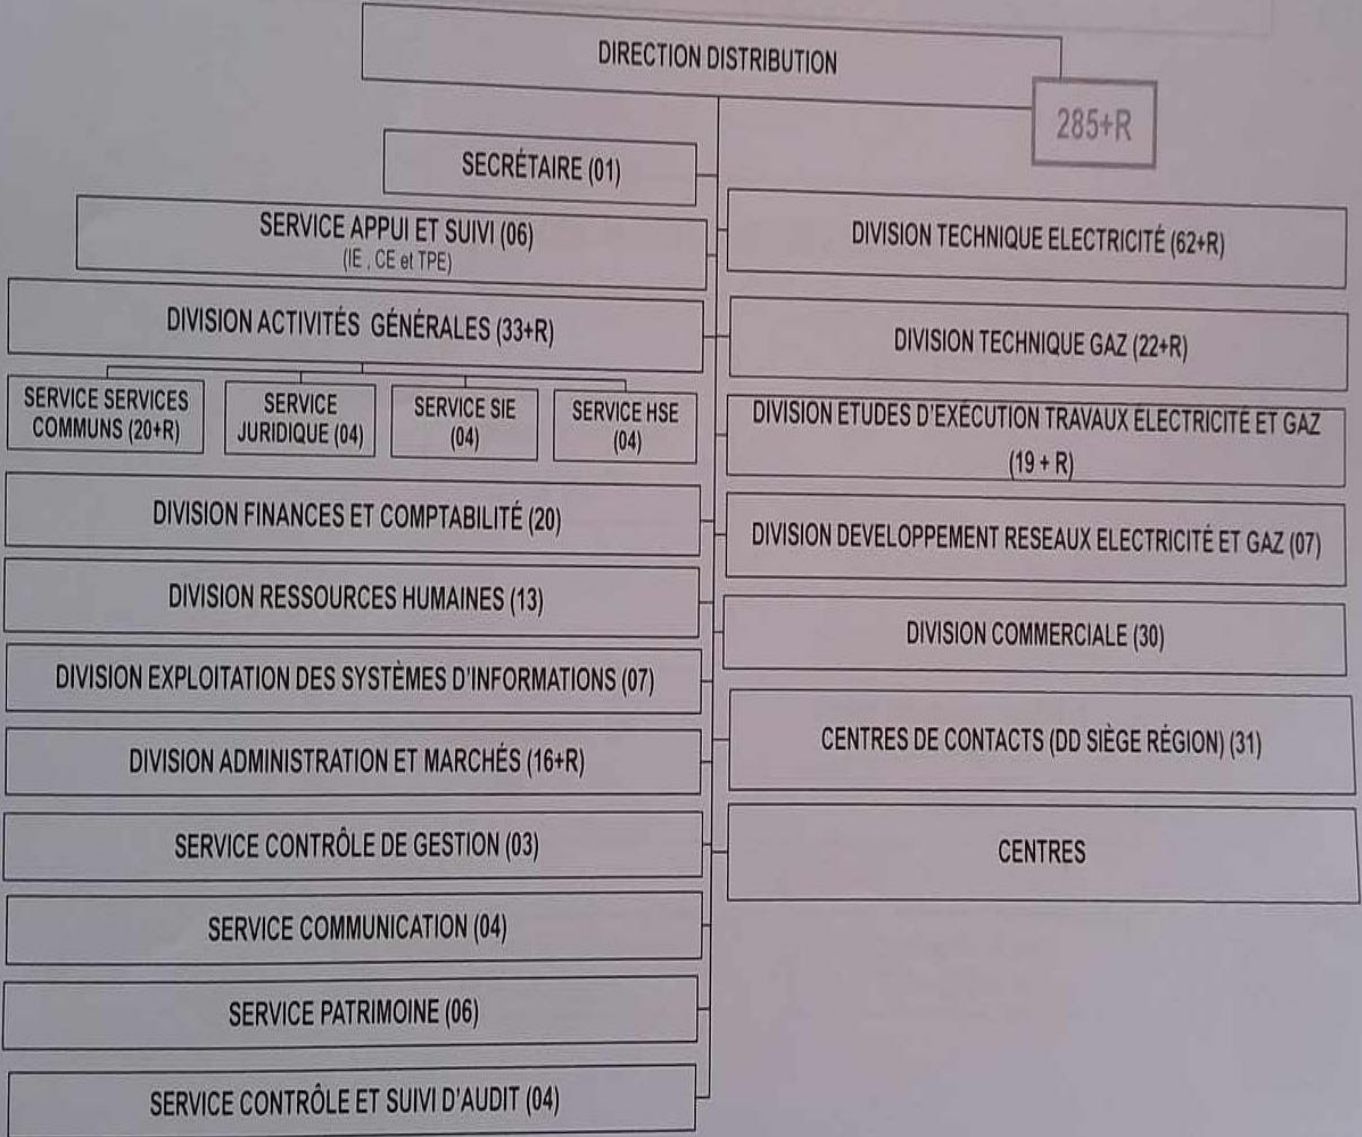 DIRECTION DISTRIBUTION
285+R
SECRÉTAIRE (01)
SERVICE APPUI ET SUIVI (06)
(IE , CE et TPE)
DIVISION ACTIVITÉS GÉNÉRALES (33+R)
SERVICE SERVICES
COMMUNS (20+R)
SERVICE
JURIDIQUE (04)
SERVICE SIE
(04)
SERVICE HSE
(04)
DIVISION FINANCES ET COMPTABILITÉ (20)
DIVISION RESSOURCES HUMAINES (13)
DIVISION EXPLOITATION DES SYSTÈMES D'INFORMATIONS (07)
DIVISION ADMINISTRATION ET MARCHÉS (16+R)
SERVICE CONTRÔLE DE GESTION (03)
SERVICE COMMUNICATION (04)
SERVICE PATRIMOINE (06)
SERVICE CONTRÔLE ET SUIVI D'AUDIT (04)
DIVISION TECHNIQUE ELECTRICITÉ (62+R)
DIVISION TECHNIQUE GAZ (22+R)
DIVISION ETUDES D'EXÉCUTION TRAVAUX ÉLECTRICITÉ ET GAZ
(19 + R)
DIVISION DEVELOPPEMENT RESEAUX ELECTRICITÉ ET GAZ (07)
DIVISION COMMERCIALE (30)
CENTRES DE CONTACTS (DD SIÈGE RÉGION) (31)
CENTRES